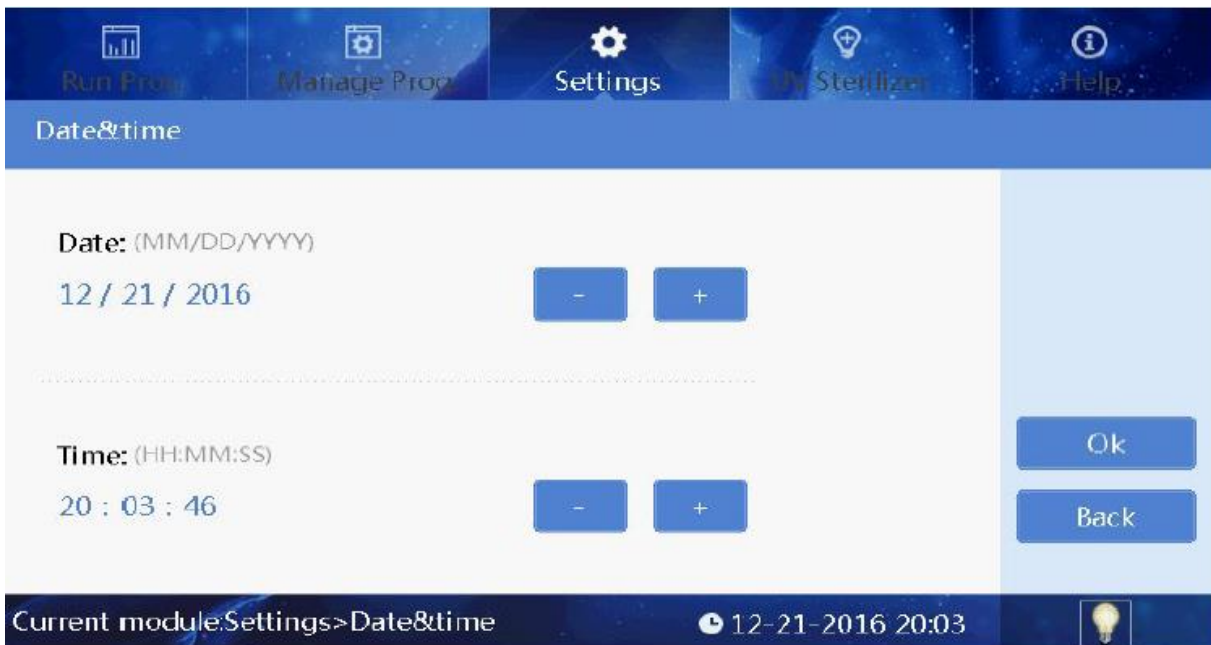 Run Prog.
Manage Prog.
Settings
UV Sterilizer
Help
Date&time
Date: (MM/DD/YYYY)
12 / 21 / 2016
- +
Time: (HH:MM:SS)
20 : 03 : 46
- +
Ok
Back
Current module:Settings>Date&time
12-21-2016 20:03